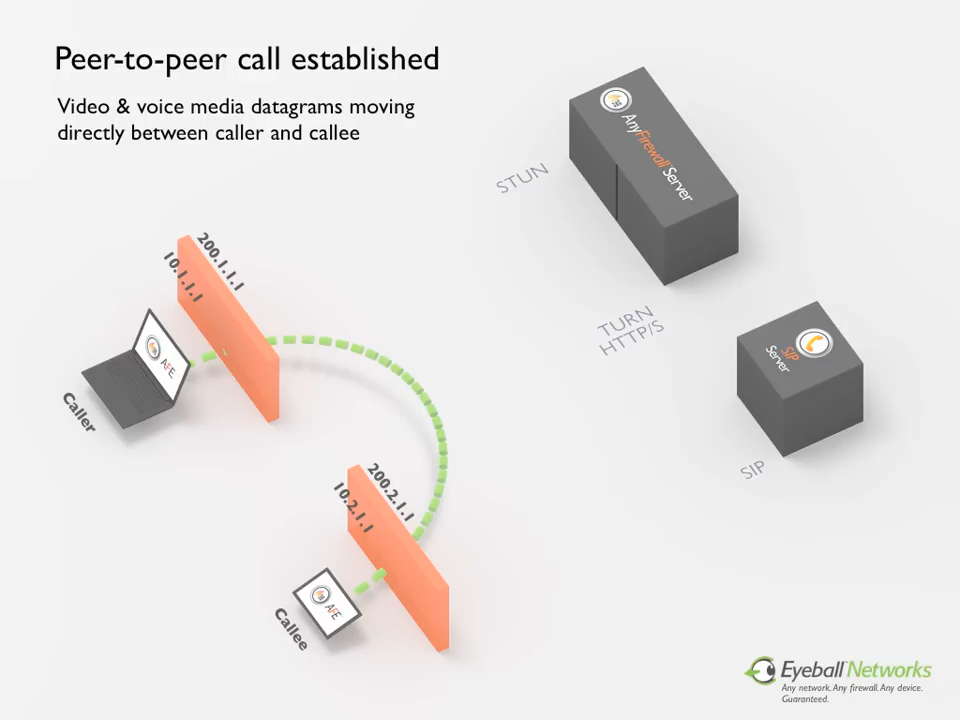 Peer-to-peer call established
Video & voice media datagrams moving
directly between caller and callee
AnyFirewall Server
STUN
TURN
HTTP/S
SIP
Server
SIP
200.1.1.1
10.1.1.1
AFE
Caller
200.2.1.1
10.2.1.1
AFE
Callee
Eyeball Networks
Any network. Any firewall. Any device.
Guaranteed.